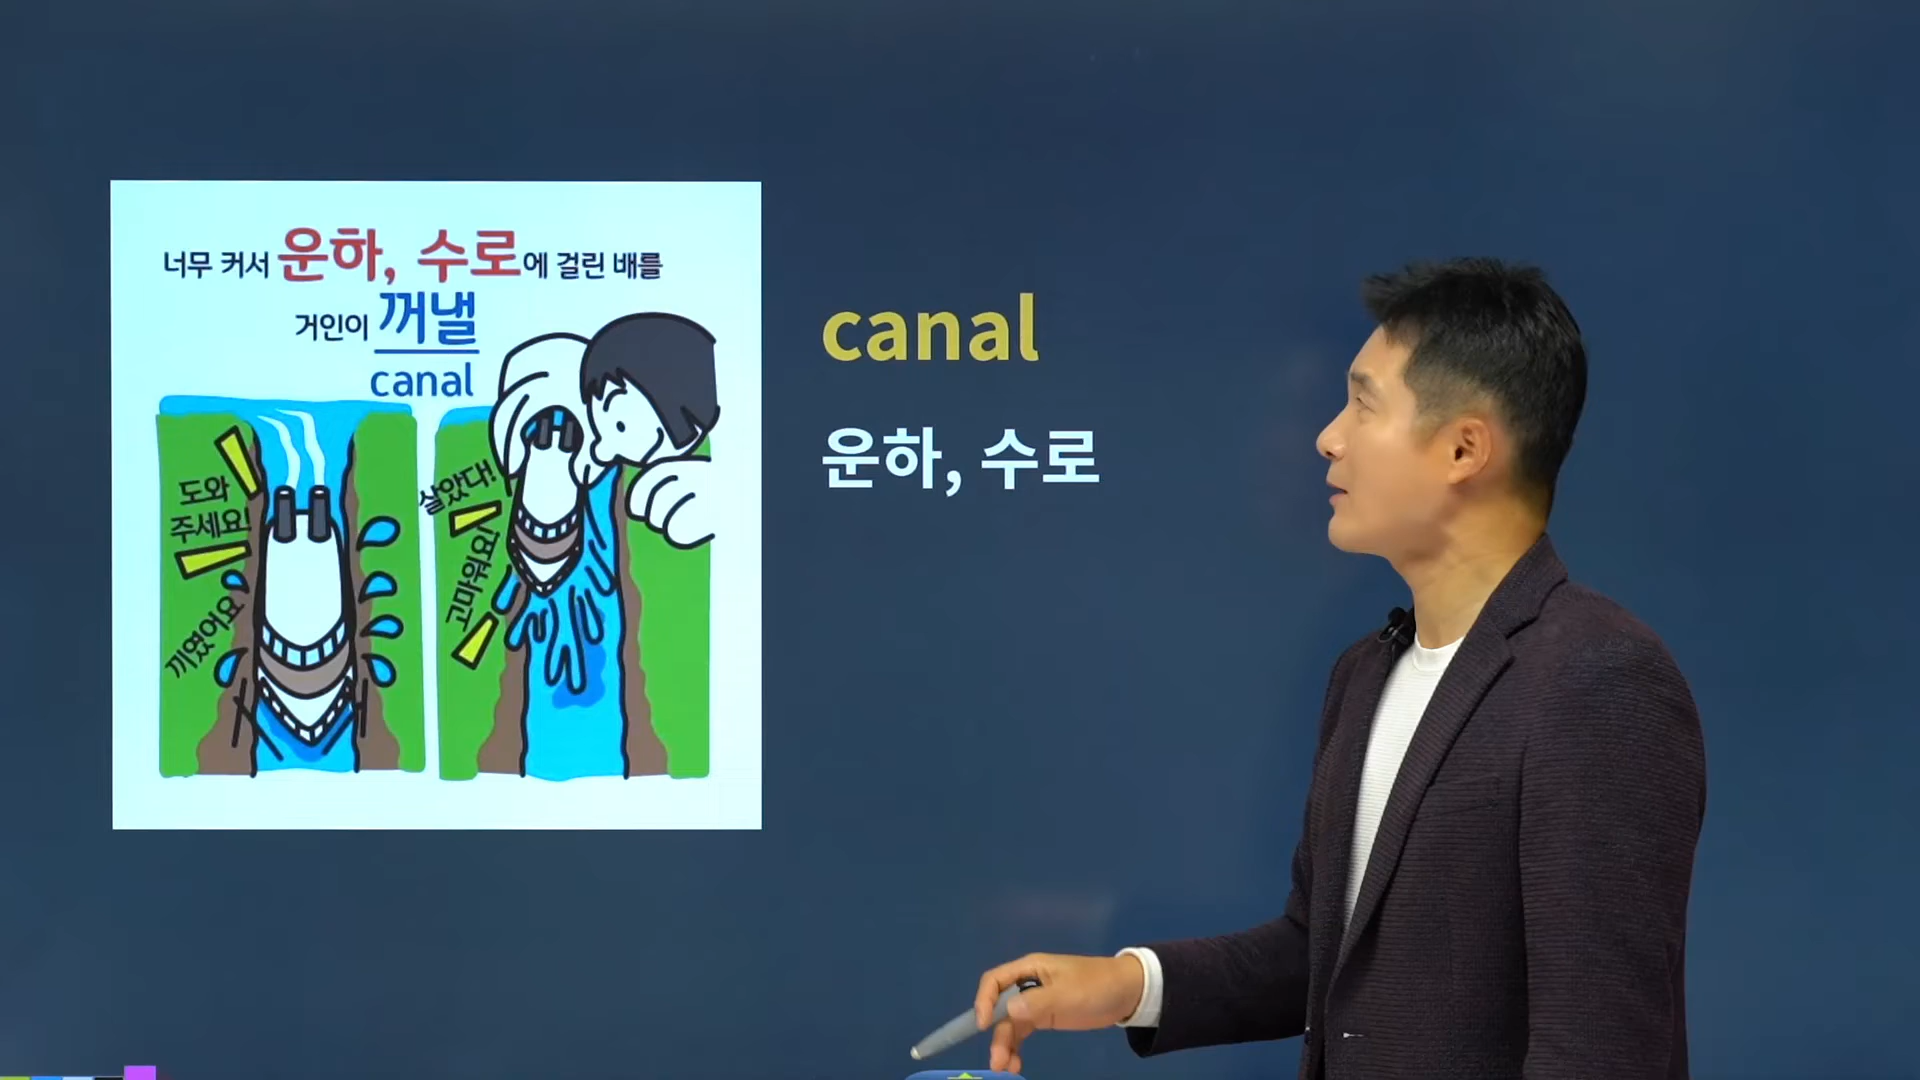 너무 커서 운하, 수로에 걸린 배를
거인이 꺼낼
canal
도와
주세요!
끼였어요
살았다!
고마워요!
canal
운하, 수로